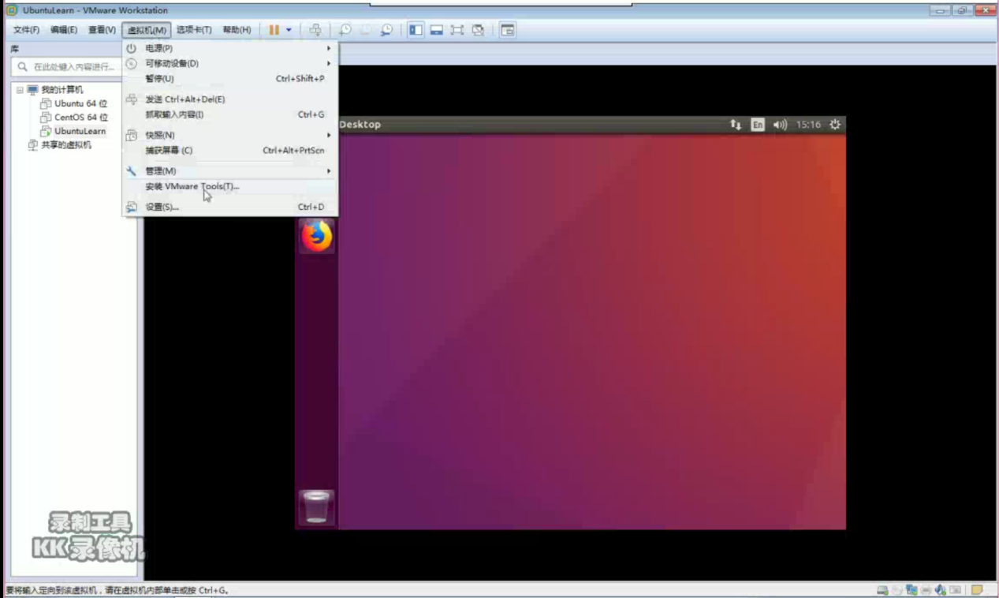 UbuntuLearn - VMware Workstation
文件(F) 编辑(E) 查看(V) 虚拟机(M) 选项卡(T) 帮助(H)
库
在此处键入内容进行...
我的计算机
Ubuntu 64 位
CentOS 64 位
UbuntuLearn
共享的虚拟机
电源(P)
可移动设备(D)
暂停(U) Ctrl+Shift+P
发送 Ctrl+Alt+Del(E)
抓取输入内容(I) Ctrl+G
快照(N)
捕获屏幕 (C) Ctrl+Alt+PrtScn
管理(M)
安装 VMware Tools(T)...
设置(S)... Ctrl+D
Desktop En 15:16
录制工具
KK录像机
要将输入定向到该虚拟机，请在虚拟机内部单击或按 Ctrl+G。